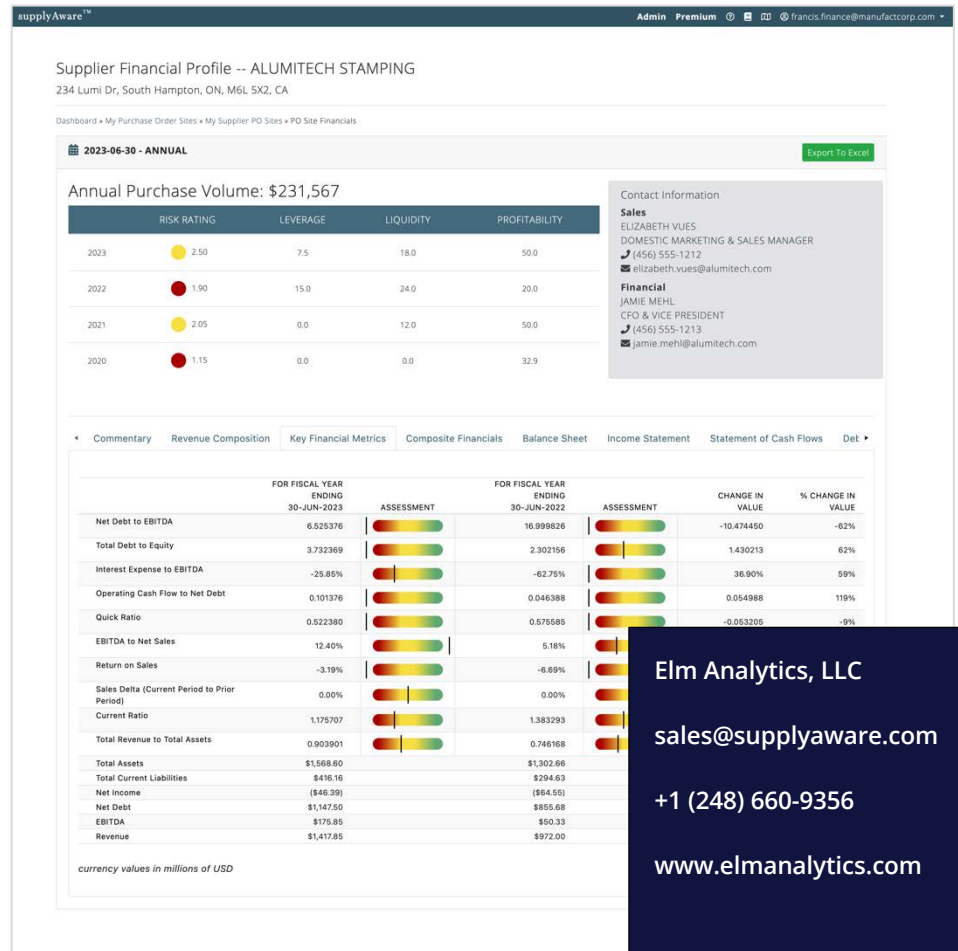 supplyAware™
Admin Premium francis.finance@manufactcorp.com
Supplier Financial Profile -- ALUMITECH STAMPING
234 Lumi Dr, South Hampton, ON, M6L 5X2, CA
Dashboard » My Purchase Order Sites » My Supplier PO Sites » PO Site Financials
2023-06-30 - ANNUAL
Export To Excel
Annual Purchase Volume: $231,567
RISK RATING LEVERAGE LIQUIDITY PROFITABILITY
2023 2.50 7.5 18.0 50.0
2022 1.90 15.0 24.0 20.0
2021 2.05 0.0 12.0 50.0
2020 1.15 0.0 0.0 32.9
Contact Information
Sales
ELIZABETH VUES
DOMESTIC MARKETING & SALES MANAGER
(456) 555-1212
elizabeth.vues@alumitech.com
Financial
JAMIE MEHL
CFO & VICE PRESIDENT
(456) 555-1213
jamie.mehl@alumitech.com
Commentary Revenue Composition Key Financial Metrics Composite Financials Balance Sheet Income Statement Statement of Cash Flows Det
FOR FISCAL YEAR FOR FISCAL YEAR
ENDING ENDING CHANGE IN % CHANGE IN
30-JUN-2023 ASSESSMENT 30-JUN-2022 ASSESSMENT VALUE VALUE
Net Debt to EBITDA 6.525376 16.999826 -10.474450 -62%
Total Debt to Equity 3.732369 2.302156 1.430213 62%
Interest Expense to EBITDA -25.85% -62.75% 36.90% 59%
Operating Cash Flow to Net Debt 0.101376 0.046388 0.054988 119%
Quick Ratio 0.522380 0.575585 -0.053205 -9%
EBITDA to Net Sales 12.40% 5.18%
Return on Sales -3.19% -6.69%
Sales Delta (Current Period to Prior
Period) 0.00% 0.00%
Current Ratio 1.175707 1.383293
Total Revenue to Total Assets 0.903901 0.746168
Total Assets $1,568.60 $1,302.66
Total Current Liabilities $416.16 $294.63
Net Income ($46.39) ($64.55)
Net Debt $1,147.50 $855.68
EBITDA $175.85 $50.33
Revenue $1,417.85 $972.00
currency values in millions of USD
Elm Analytics, LLC
sales@supplyaware.com
+1 (248) 660-9356
www.elmanalytics.com